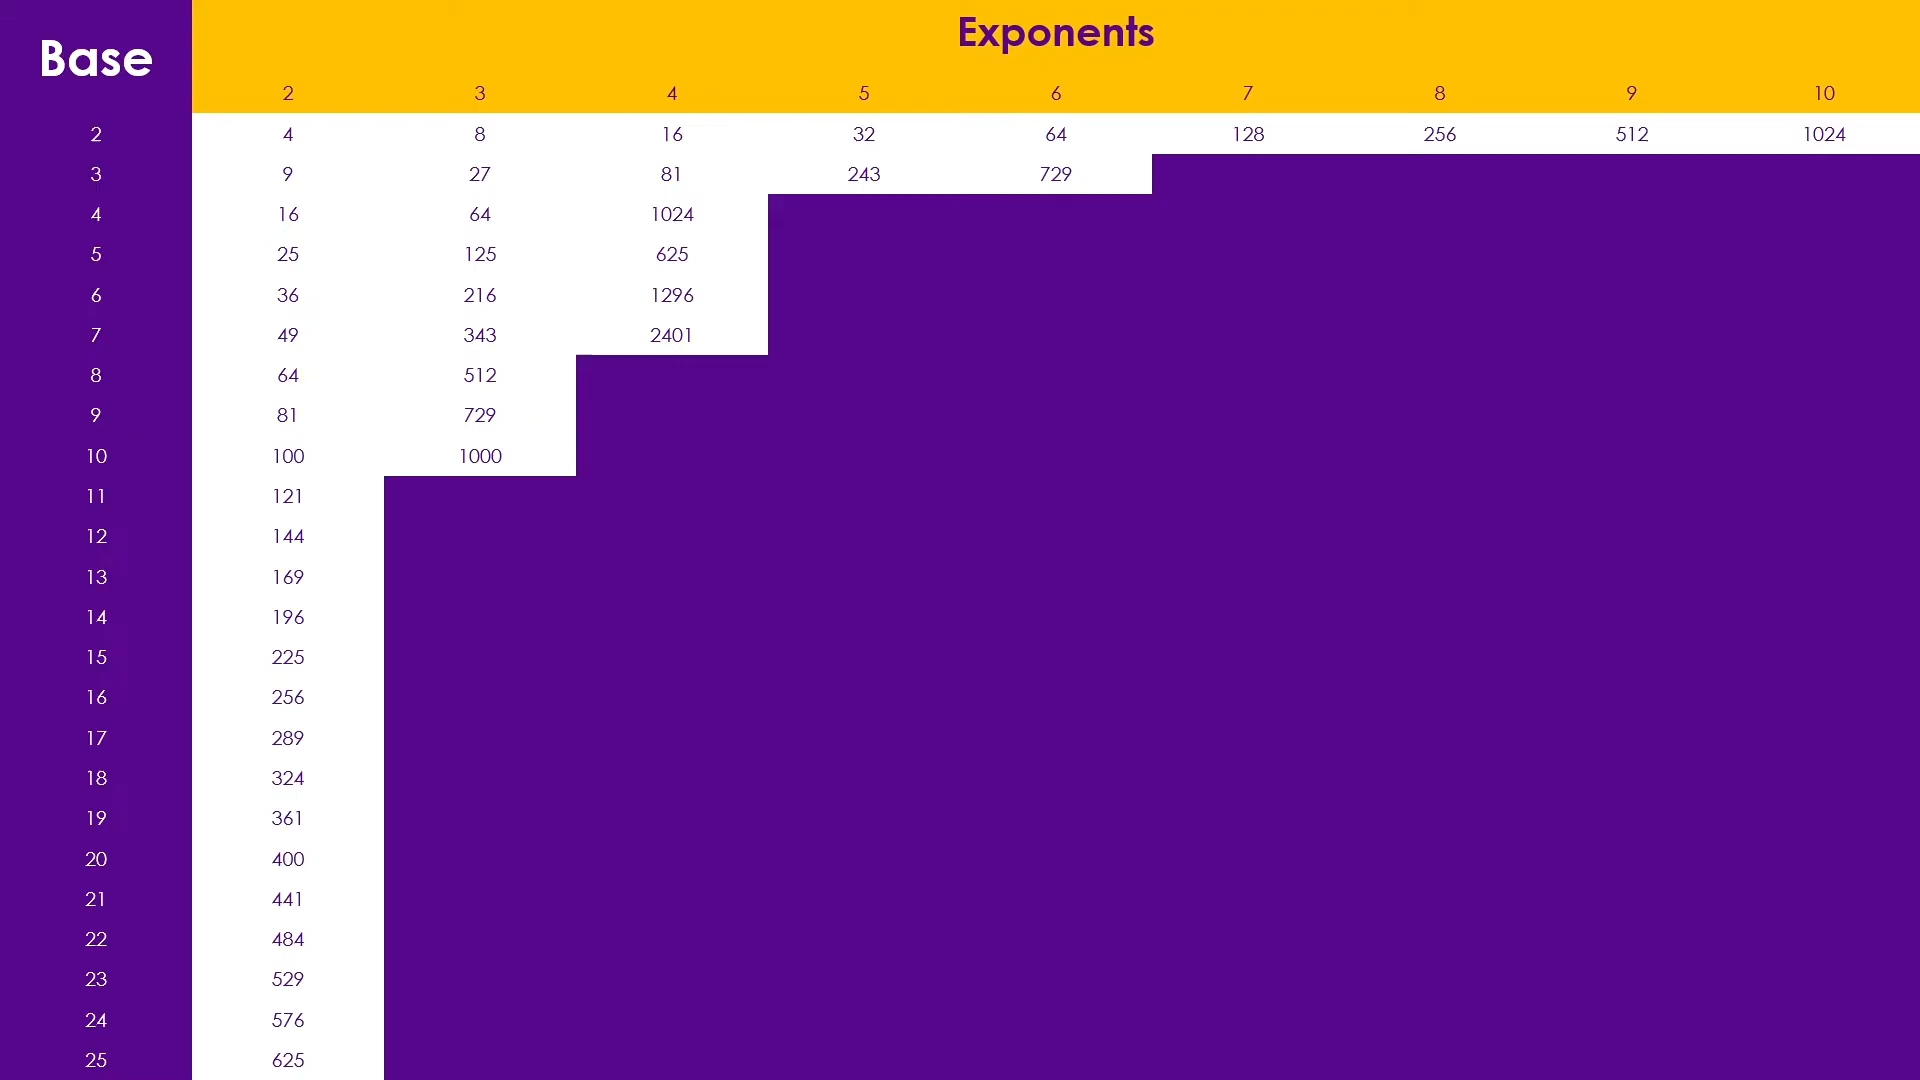 Base
Exponents
2 3 4 5 6 7 8 9 10
2 4 8 16 32 64 128 256 512 1024
3 9 27 81 243 729
4 16 64 1024
5 25 125 625
6 36 216 1296
7 49 343 2401
8 64 512
9 81 729
10 100 1000
11 121
12 144
13 169
14 196
15 225
16 256
17 289
18 324
19 361
20 400
21 441
22 484
23 529
24 576
25 625